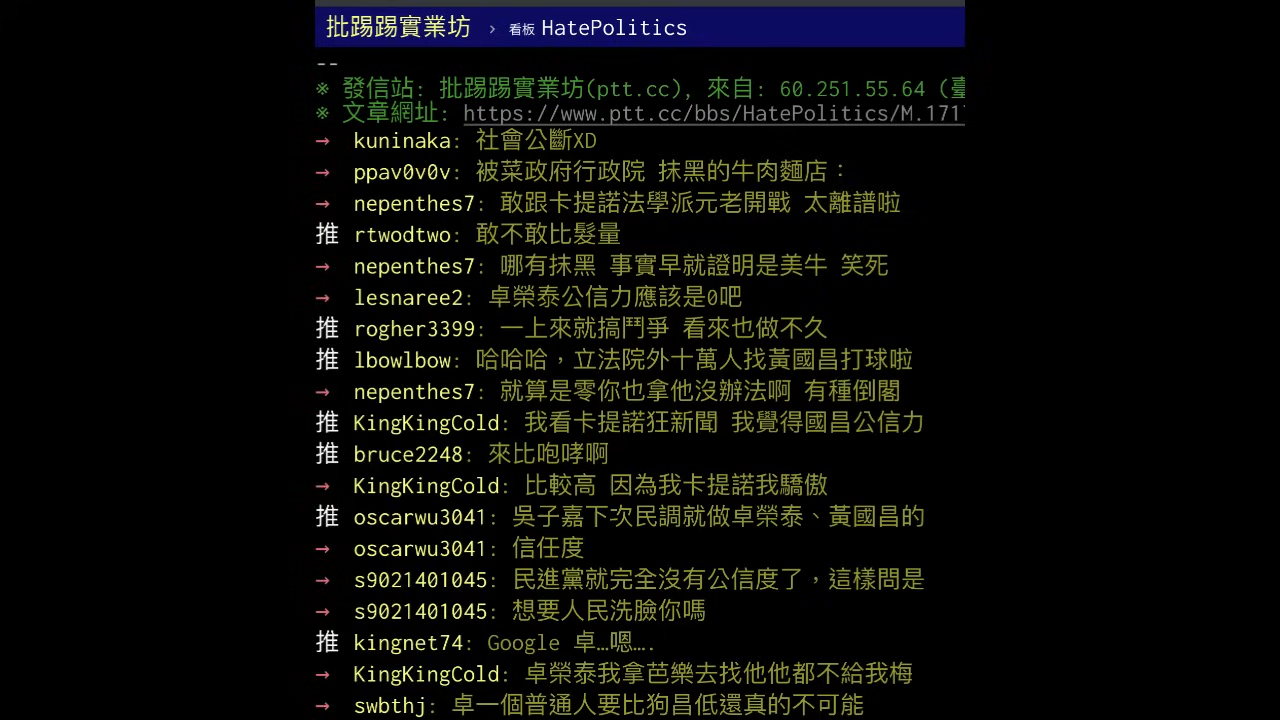 批踢踢實業坊 › 看板 HatePolitics
--
※ 發信站: 批踢踢實業坊(ptt.cc), 來自: 60.251.55.64 (臺
※ 文章網址: https://www.ptt.cc/bbs/HatePolitics/M.171
→ kuninaka: 社會公斷XD
→ ppav0v0v: 被菜政府行政院 抹黑的牛肉麵店：
→ nepenthes7: 敢跟卡提諾法學派元老開戰 太離譜啦
推 rtwodtwo: 敢不敢比髮量
→ nepenthes7: 哪有抹黑 事實早就證明是美牛 笑死
→ lesnaree2: 卓榮泰公信力應該是0吧
推 rogher3399: 一上來就搞鬥爭 看來也做不久
推 lbowlbow: 哈哈哈，立法院外十萬人找黃國昌打球啦
→ nepenthes7: 就算是零你也拿他沒辦法啊 有種倒閣
推 KingKingCold: 我看卡提諾狂新聞 我覺得國昌公信力
推 bruce2248: 來比咆哮啊
→ KingKingCold: 比較高 因為我卡提諾我驕傲
推 oscarwu3041: 吳子嘉下次民調就做卓榮泰、黃國昌的
→ oscarwu3041: 信任度
→ s9021401045: 民進黨就完全沒有公信度了，這樣問是
→ s9021401045: 想要人民洗臉你嗎
推 kingnet74: Google 卓…嗯….
→ KingKingCold: 卓榮泰我拿芭樂去找他他都不給我梅
→ swbthj: 卓一個普通人要比狗昌低還真的不可能